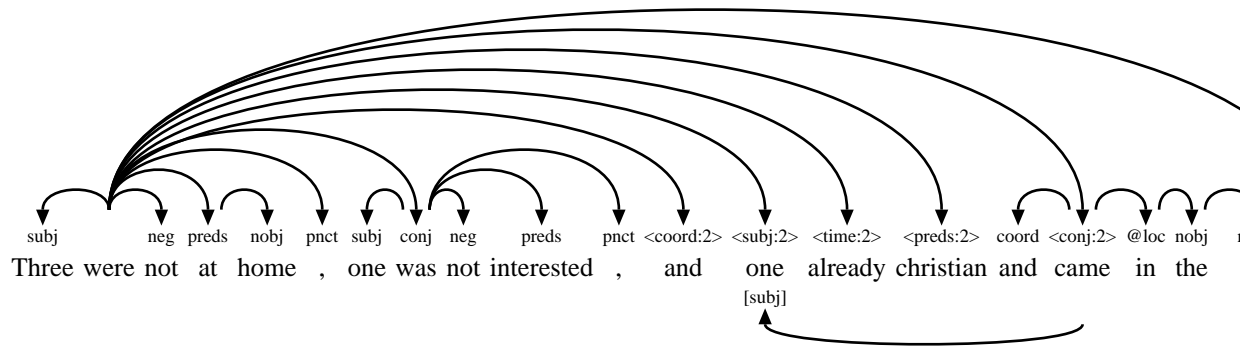 subj neg preds nobj pnct subj conj neg preds pnct <coord:2> <subj:2> <time:2> <preds:2> coord <conj:2> @loc nobj
Three were not at home , one was not interested , and one already christian and came in the
[subj]